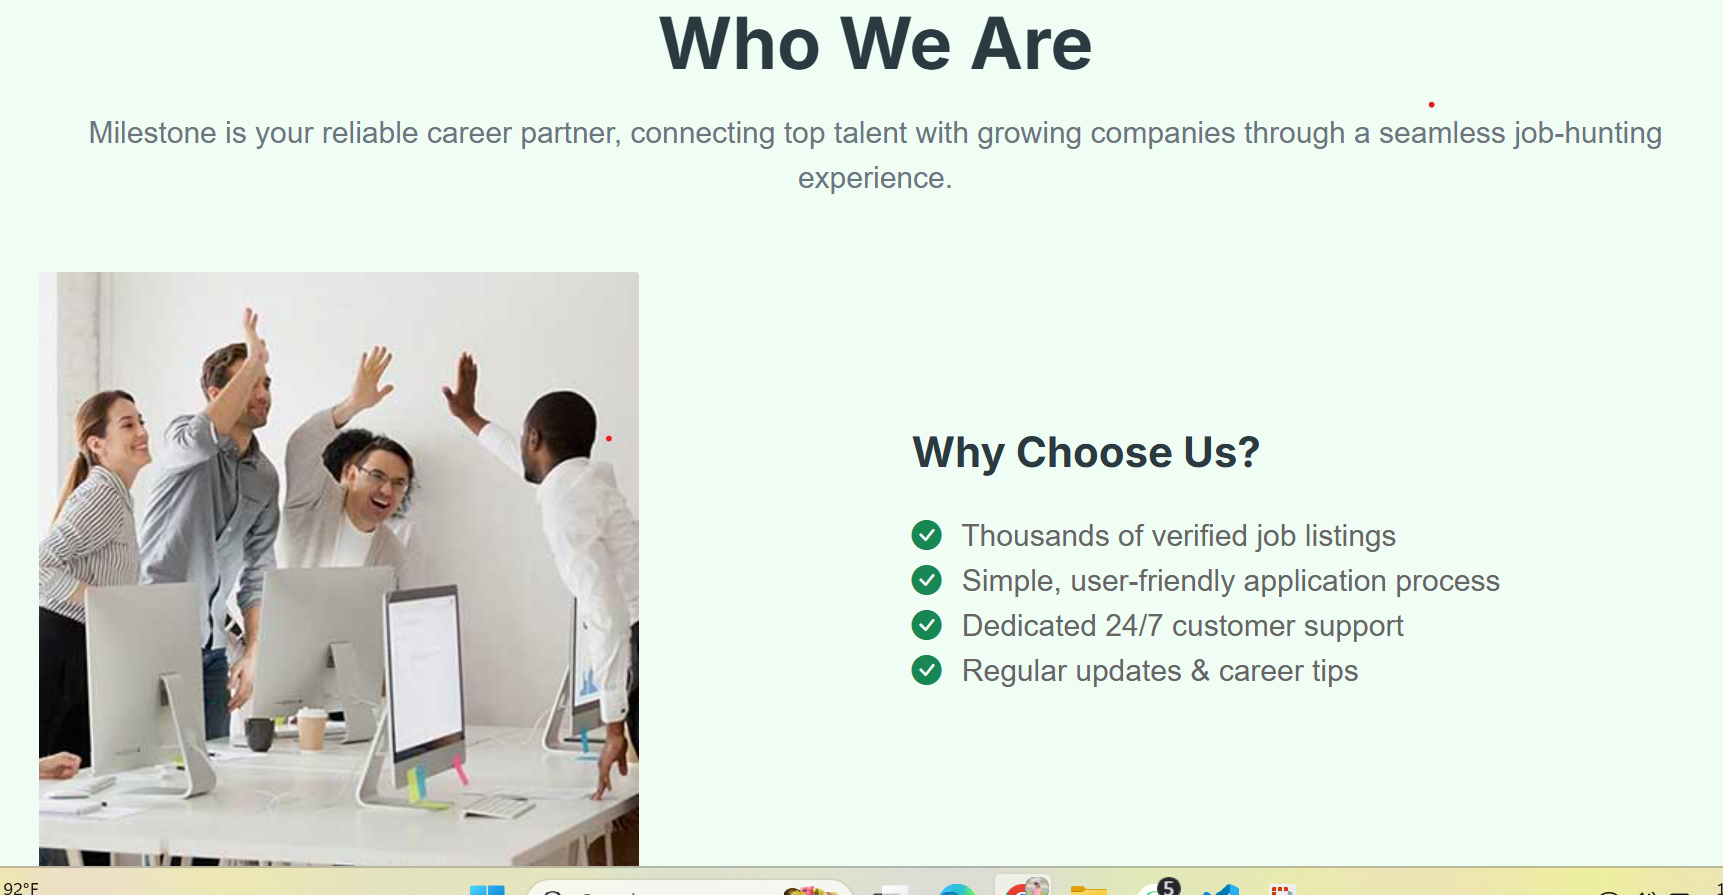 Who We Are
Milestone is your reliable career partner, connecting top talent with growing companies through a seamless job-hunting
experience.
Why Choose Us?
Thousands of verified job listings
Simple, user-friendly application process
Dedicated 24/7 customer support
Regular updates & career tips
92°F
5